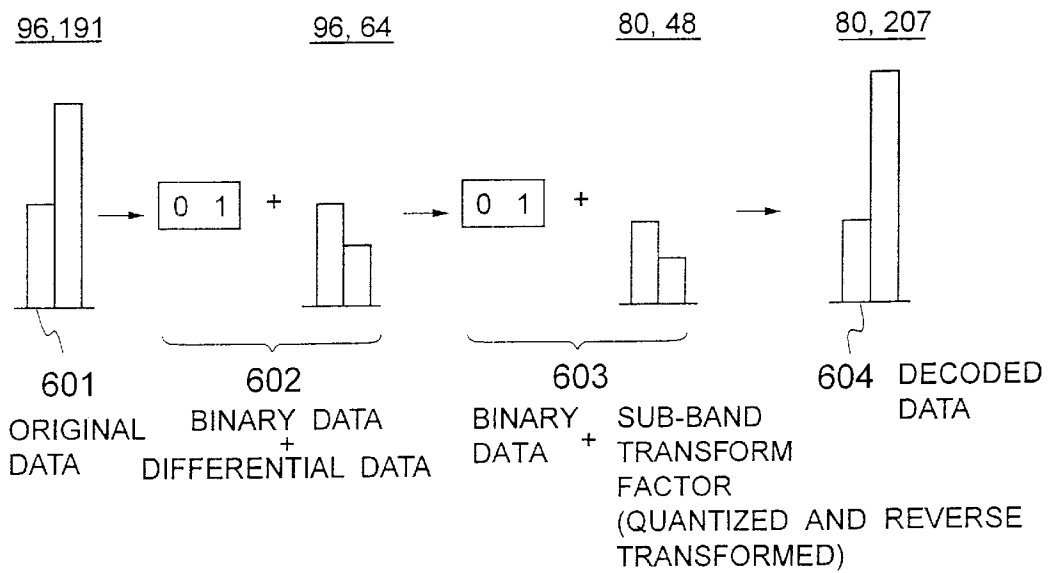 96,191
96, 64
80, 48
80, 207
0 1
+
0 1
+
601
ORIGINAL
DATA
602
BINARY DATA
+
DIFFERENTIAL DATA
603
BINARY
DATA
+
SUB-BAND
TRANSFORM
FACTOR
(QUANTIZED AND REVERSE
TRANSFORMED)
604
DECODED
DATA